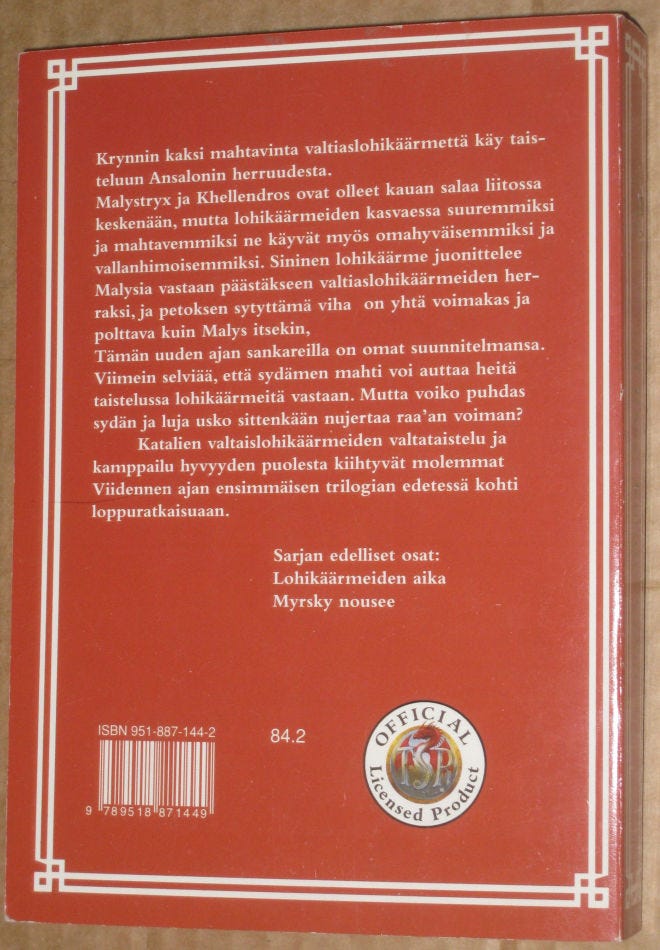 Krynnin kaksi mahtavinta valtiaslohikäärmettä käy tais-
teluun Ansalonin herruudesta.
Malystryx ja Khellendros ovat olleet kauan salaa liitossa
keskenään, mutta lohikäärmeiden kasvaessa suuremmiksi
ja mahtavemmiksi ne käyvät myös omahyväisemmiksi ja
vallanhimoisemmiksi. Sininen lohikäärme juonittelee
Malysia vastaan päästäkseen valtiaslohikäärmeiden her-
raksi, ja petoksen sytyttämä viha on yhtä voimakas ja
polttava kuin Malys itsekin,
Tämän uuden ajan sankareilla on omat suunnitelmansa.
Viimein selviää, että sydämen mahti voi auttaa heitä
taistelussa lohikäärmeitä vastaan. Mutta voiko puhdas
sydän ja luja usko sittenkään nujertaa raa'an voiman?
Katalien valtaislohikäärmeiden valtataistelu ja
kamppailu hyvyyden puolesta kiihtyvät molemmat
Viidennen ajan ensimmäisen trilogian edetessä kohti
loppuratkaisuaan.
Sarjan edelliset osat:
Lohikäärmeiden aika
Myrsky nousee
ISBN 951-887-144-2
84.2
9 789518 871449
OFFICIAL
TSR
Licensed Product